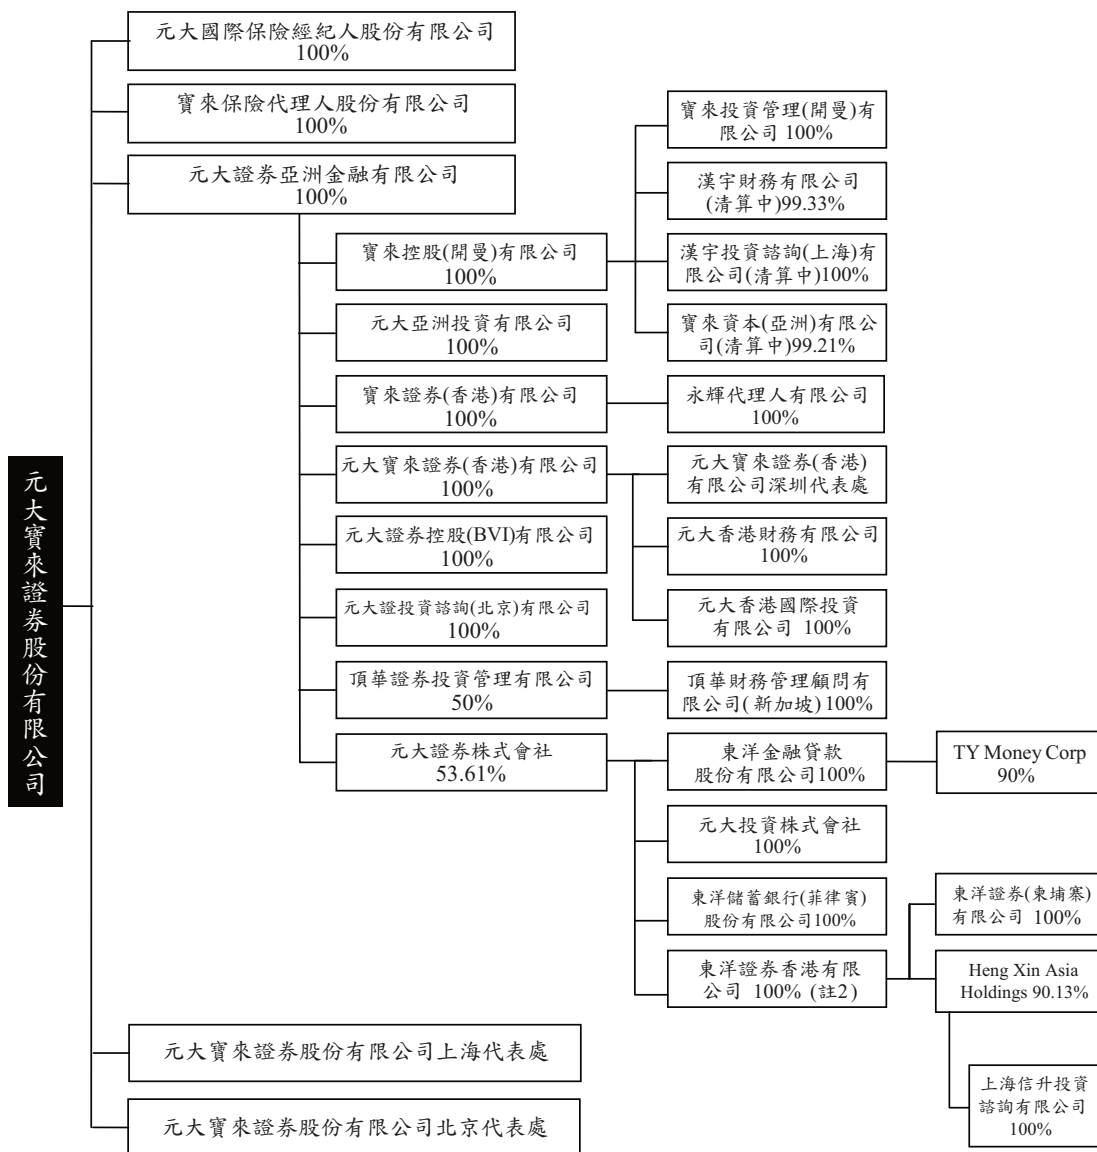 元大寶來證券股份有限公司
元大國際保險經紀人股份有限公司
100%
寶來保險代理人股份有限公司
100%
元大證券亞洲金融有限公司
100%
寶來控股(開曼)有限公司
100%
寶來投資管理(開曼)有
限公司 100%
漢宇財務有限公司
(清算中)99.33%
漢宇投資諮詢(上海)有
限公司(清算中)100%
寶來資本(亞洲)有限公
司(清算中)99.21%
元大亞洲投資有限公司
100%
寶來證券(香港)有限公司
100%
永輝代理人有限公司
100%
元大寶來證券(香港)有限公司
100%
元大寶來證券(香港)
有限公司深圳代表處
元大香港財務有限公司
100%
元大香港國際投資
有限公司 100%
元大證券控股(BVI)有限公司
100%
元大證投資諮詢(北京)有限公司
100%
頂華證券投資管理有限公司
50%
頂華財務管理顧問有
限公司(新加坡)100%
元大證券株式會社
53.61%
東洋金融貸款
股份有限公司100%
TY Money Corp
90%
元大投資株式會社
100%
東洋儲蓄銀行(菲律賓)
股份有限公司100%
東洋證券香港有限
公司 100% (註2)
東洋證券(柬埔寨)
有限公司 100%
Heng Xin Asia
Holdings 90.13%
上海信升投資
諮詢有限公司
100%
元大寶來證券股份有限公司上海代表處
元大寶來證券股份有限公司北京代表處